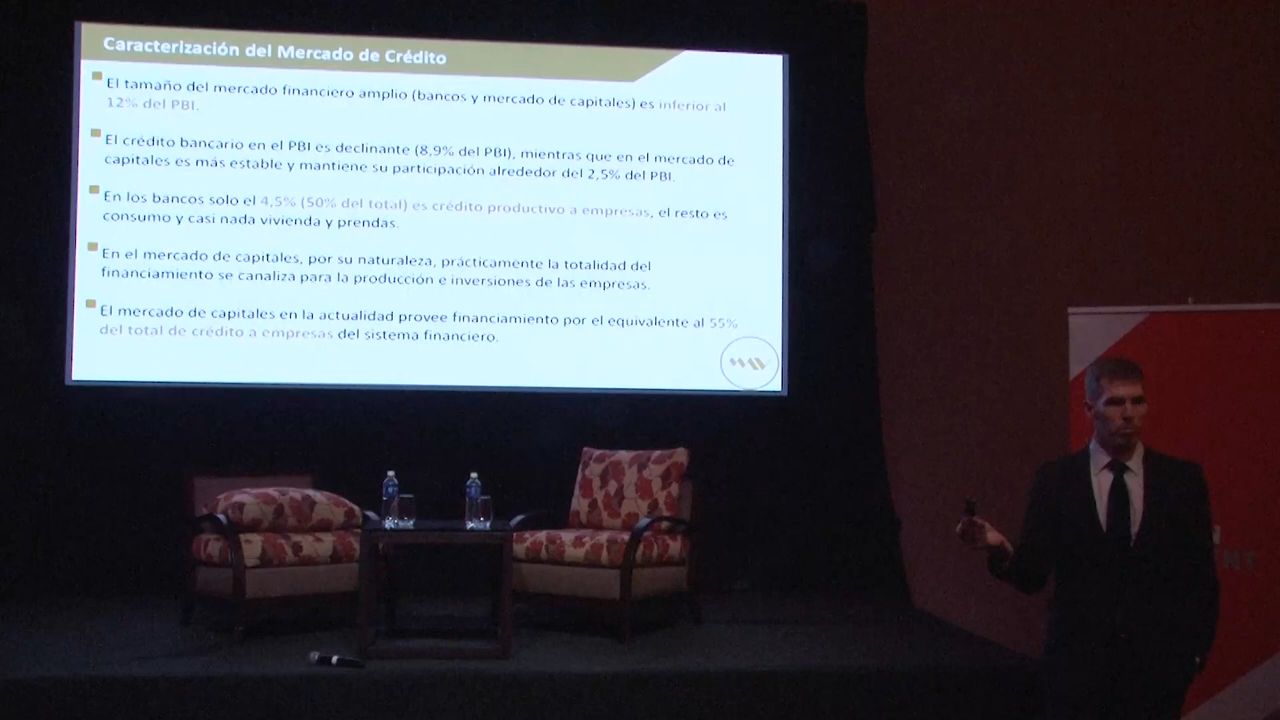 Caracterización del Mercado de Crédito
El tamaño del mercado financiero amplio (bancos y mercado de capitales) es inferior al
12% del PBI.
El crédito bancario en el PBI es declinante (8,9% del PBI), mientras que en el mercado de
capitales es más estable y mantiene su participación alrededor del 2,5% del PBI.
En los bancos solo el 4,5% (50% del total) es crédito productivo a empresas, el resto es
consumo y casi nada vivienda y prendas.
En el mercado de capitales, por su naturaleza, prácticamente la totalidad del
financiamiento se canaliza para la producción e inversiones de las empresas.
El mercado de capitales en la actualidad provee financiamiento por el equivalente al 55%
del total de crédito a empresas del sistema financiero.